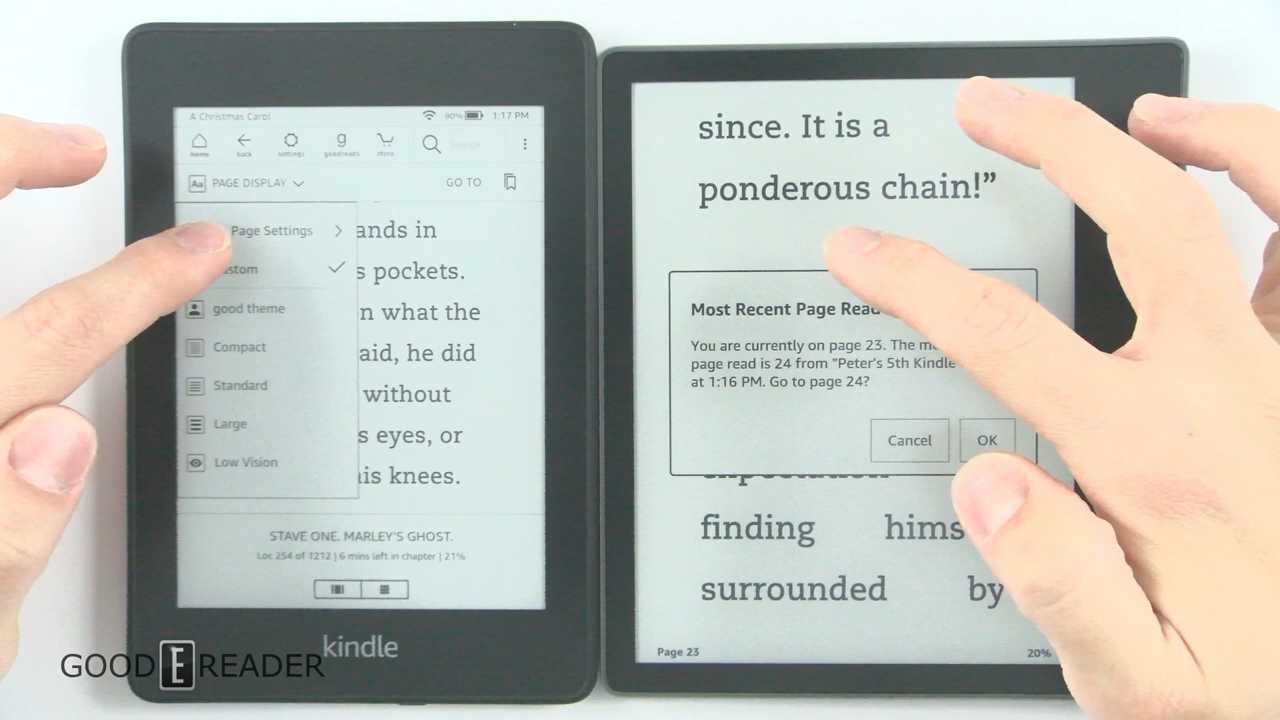 A Christmas Carol
90%
1:17 PM
home
back
settings
goodreads
store
Search
Aa PAGE DISPLAY
GO TO
Page Settings
ustom
good theme
Compact
Standard
Large
Low Vision
ands in
s pockets.
n what the
aid, he did
without
s eyes, or
his knees.
STAVE ONE. MARLEY'S GHOST.
Loc 254 of 1212 | 6 mins left in chapter | 21%
kindle
since. It is a
ponderous chain!”
Most Recent Page Read
You are currently on page 23. The
page read is 24 from "Peter's 5th Kindle
at 1:16 PM. Go to page 24?
Cancel
OK
expectation
finding hims
surrounded by
Page 23
20%
GOOD E READER